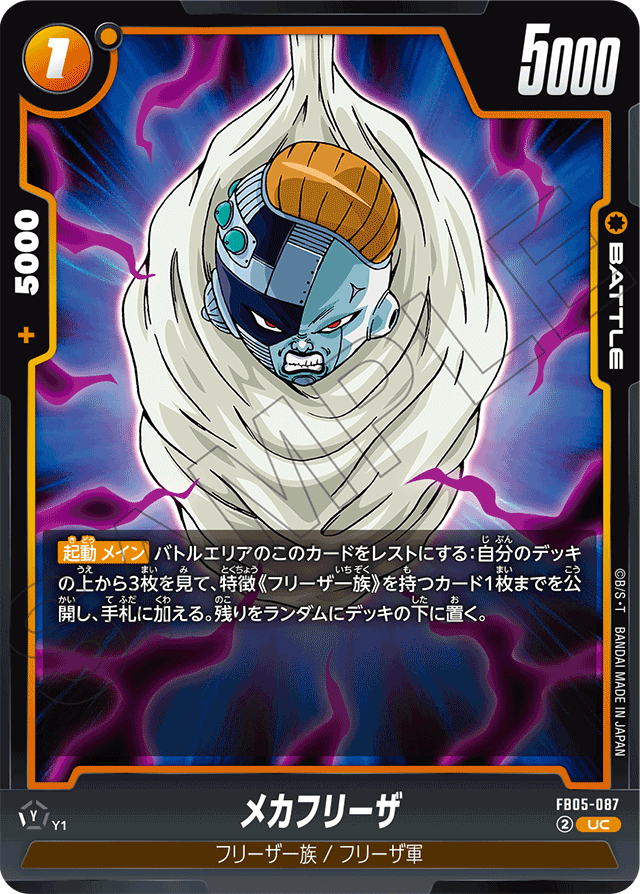 1
5000
+ 5000
BATTLE
SAMPLE
起動 メイン バトルエリアのこのカードをレストにする：自分のデッキ
の上から3枚を見て、特徴《フリーザ一族》を持つカード1枚までを公
開し、手札に加える。残りをランダムにデッキの下に置く。
©B/S・T BANDAI MADE IN JAPAN
メカフリーザ
FB05-087
Y Y1
2 UC
フリーザ一族 / フリーザ軍